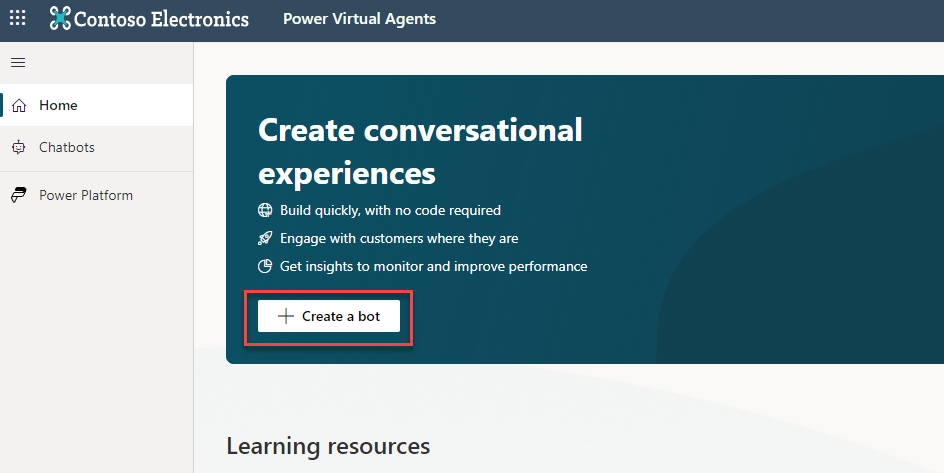 Contoso Electronics Power Virtual Agents
Home
Chatbots
Power Platform
Create conversational
experiences
Build quickly, with no code required
Engage with customers where they are
Get insights to monitor and improve performance
Create a bot
Learning resources